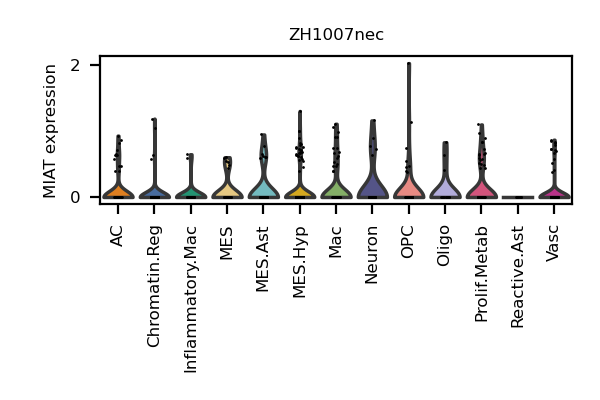 ZH1007nec
MIAT expression
2
0
AC
Chromatin.Reg
Inflammatory.Mac
MES
MES.Ast
MES.Hyp
Mac
Neuron
OPC
Oligo
Prolif.Metab
Reactive.Ast
Vasc